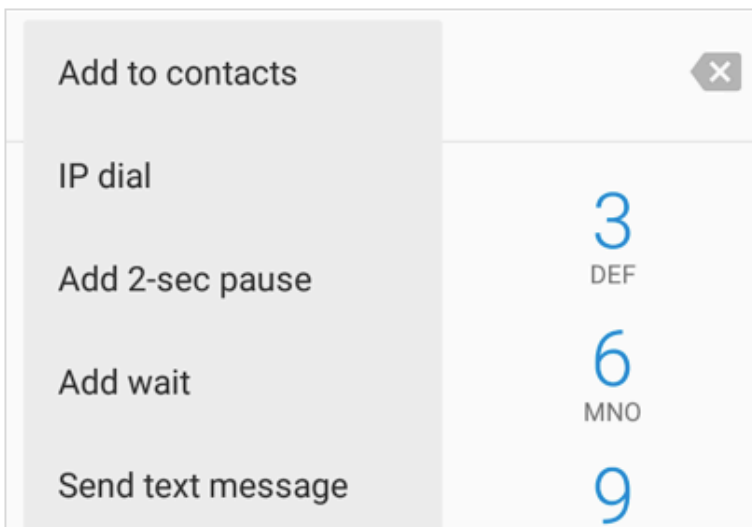 Add to contacts
IP dial
3
DEF
Add 2-sec pause
Add wait
6
MNO
Send text message
9